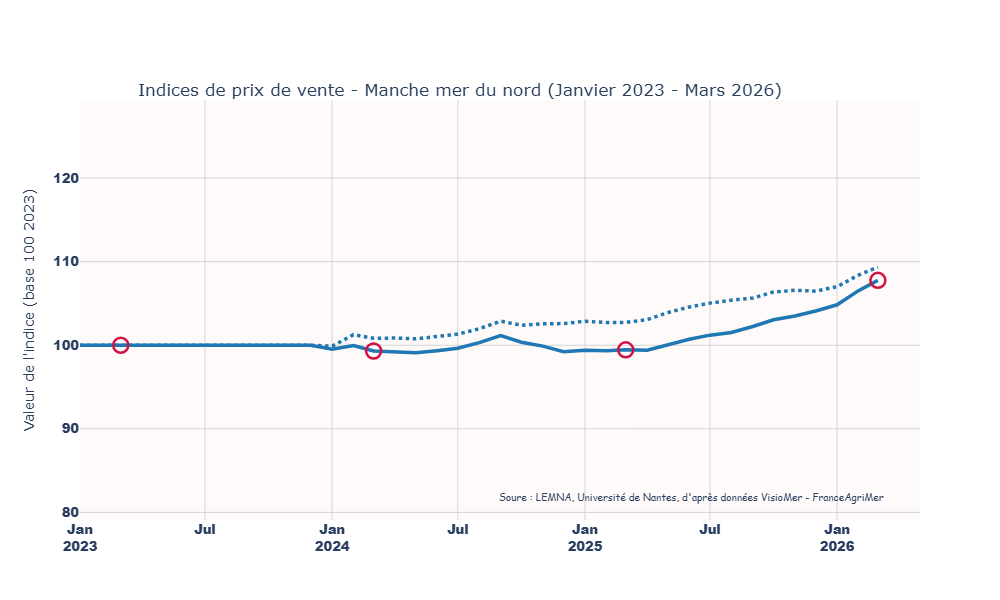 Indices de prix de vente - Manche mer du nord (Janvier 2023 - Mars 2026)
Valeur de l'indice (base 100 2023)
120
110
100
90
80
Soure : LEMNA, Université de Nantes, d'après données VisioMer - FranceAgriMer
Jan Jul Jan Jul Jan Jul Jan
2023 2024 2025 2026